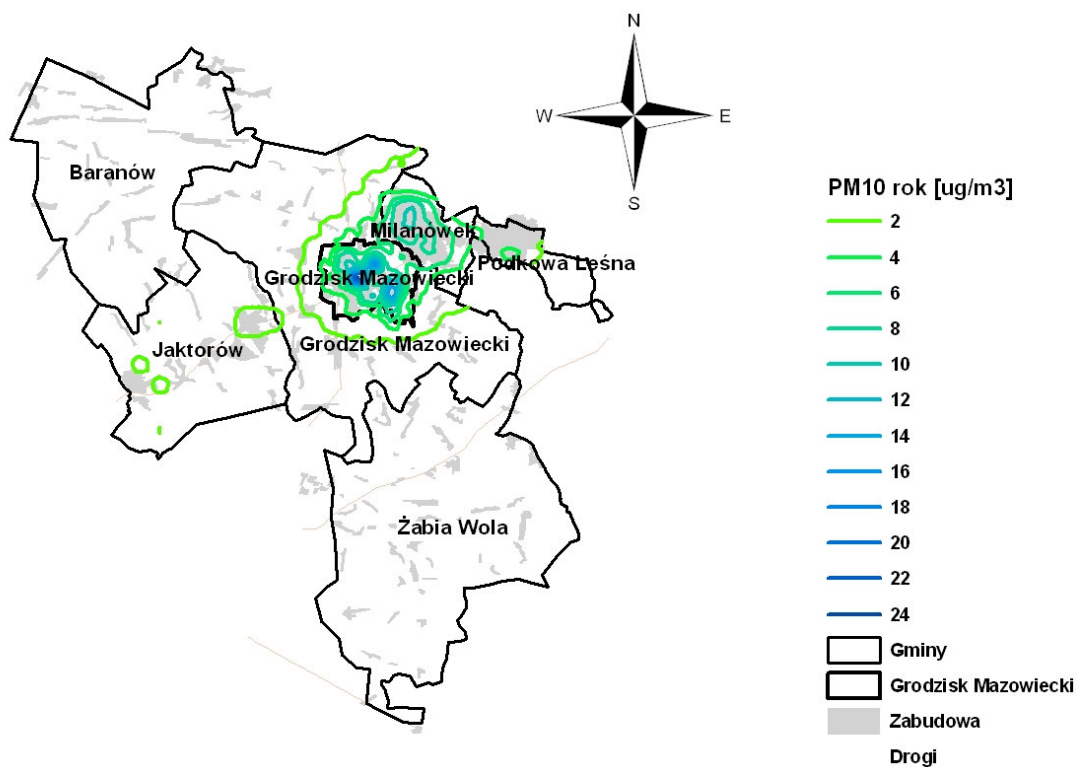 N
W
E
S
Baranów
Milanówek
Podkowa Leśna
Grodzisk Mazowiecki
Jaktorów
Grodzisk Mazowiecki
Żabia Wola
PM10 rok [ug/m3]
2
4
6
8
10
12
14
16
18
20
22
24
Gminy
Grodzisk Mazowiecki
Zabudowa
Drogi